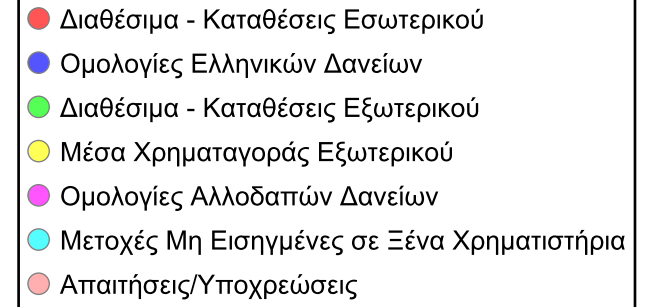 Διαθέσιμα - Καταθέσεις Εσωτερικού
Ομολογίες Ελληνικών Δανείων
Διαθέσιμα - Καταθέσεις Εξωτερικού
Μέσα Χρηματαγοράς Εξωτερικού
Ομολογίες Αλλοδαπών Δανείων
Μετοχές Μη Εισηγμένες σε Ξένα Χρηματιστήρια
Απαιτήσεις/Υποχρεώσεις